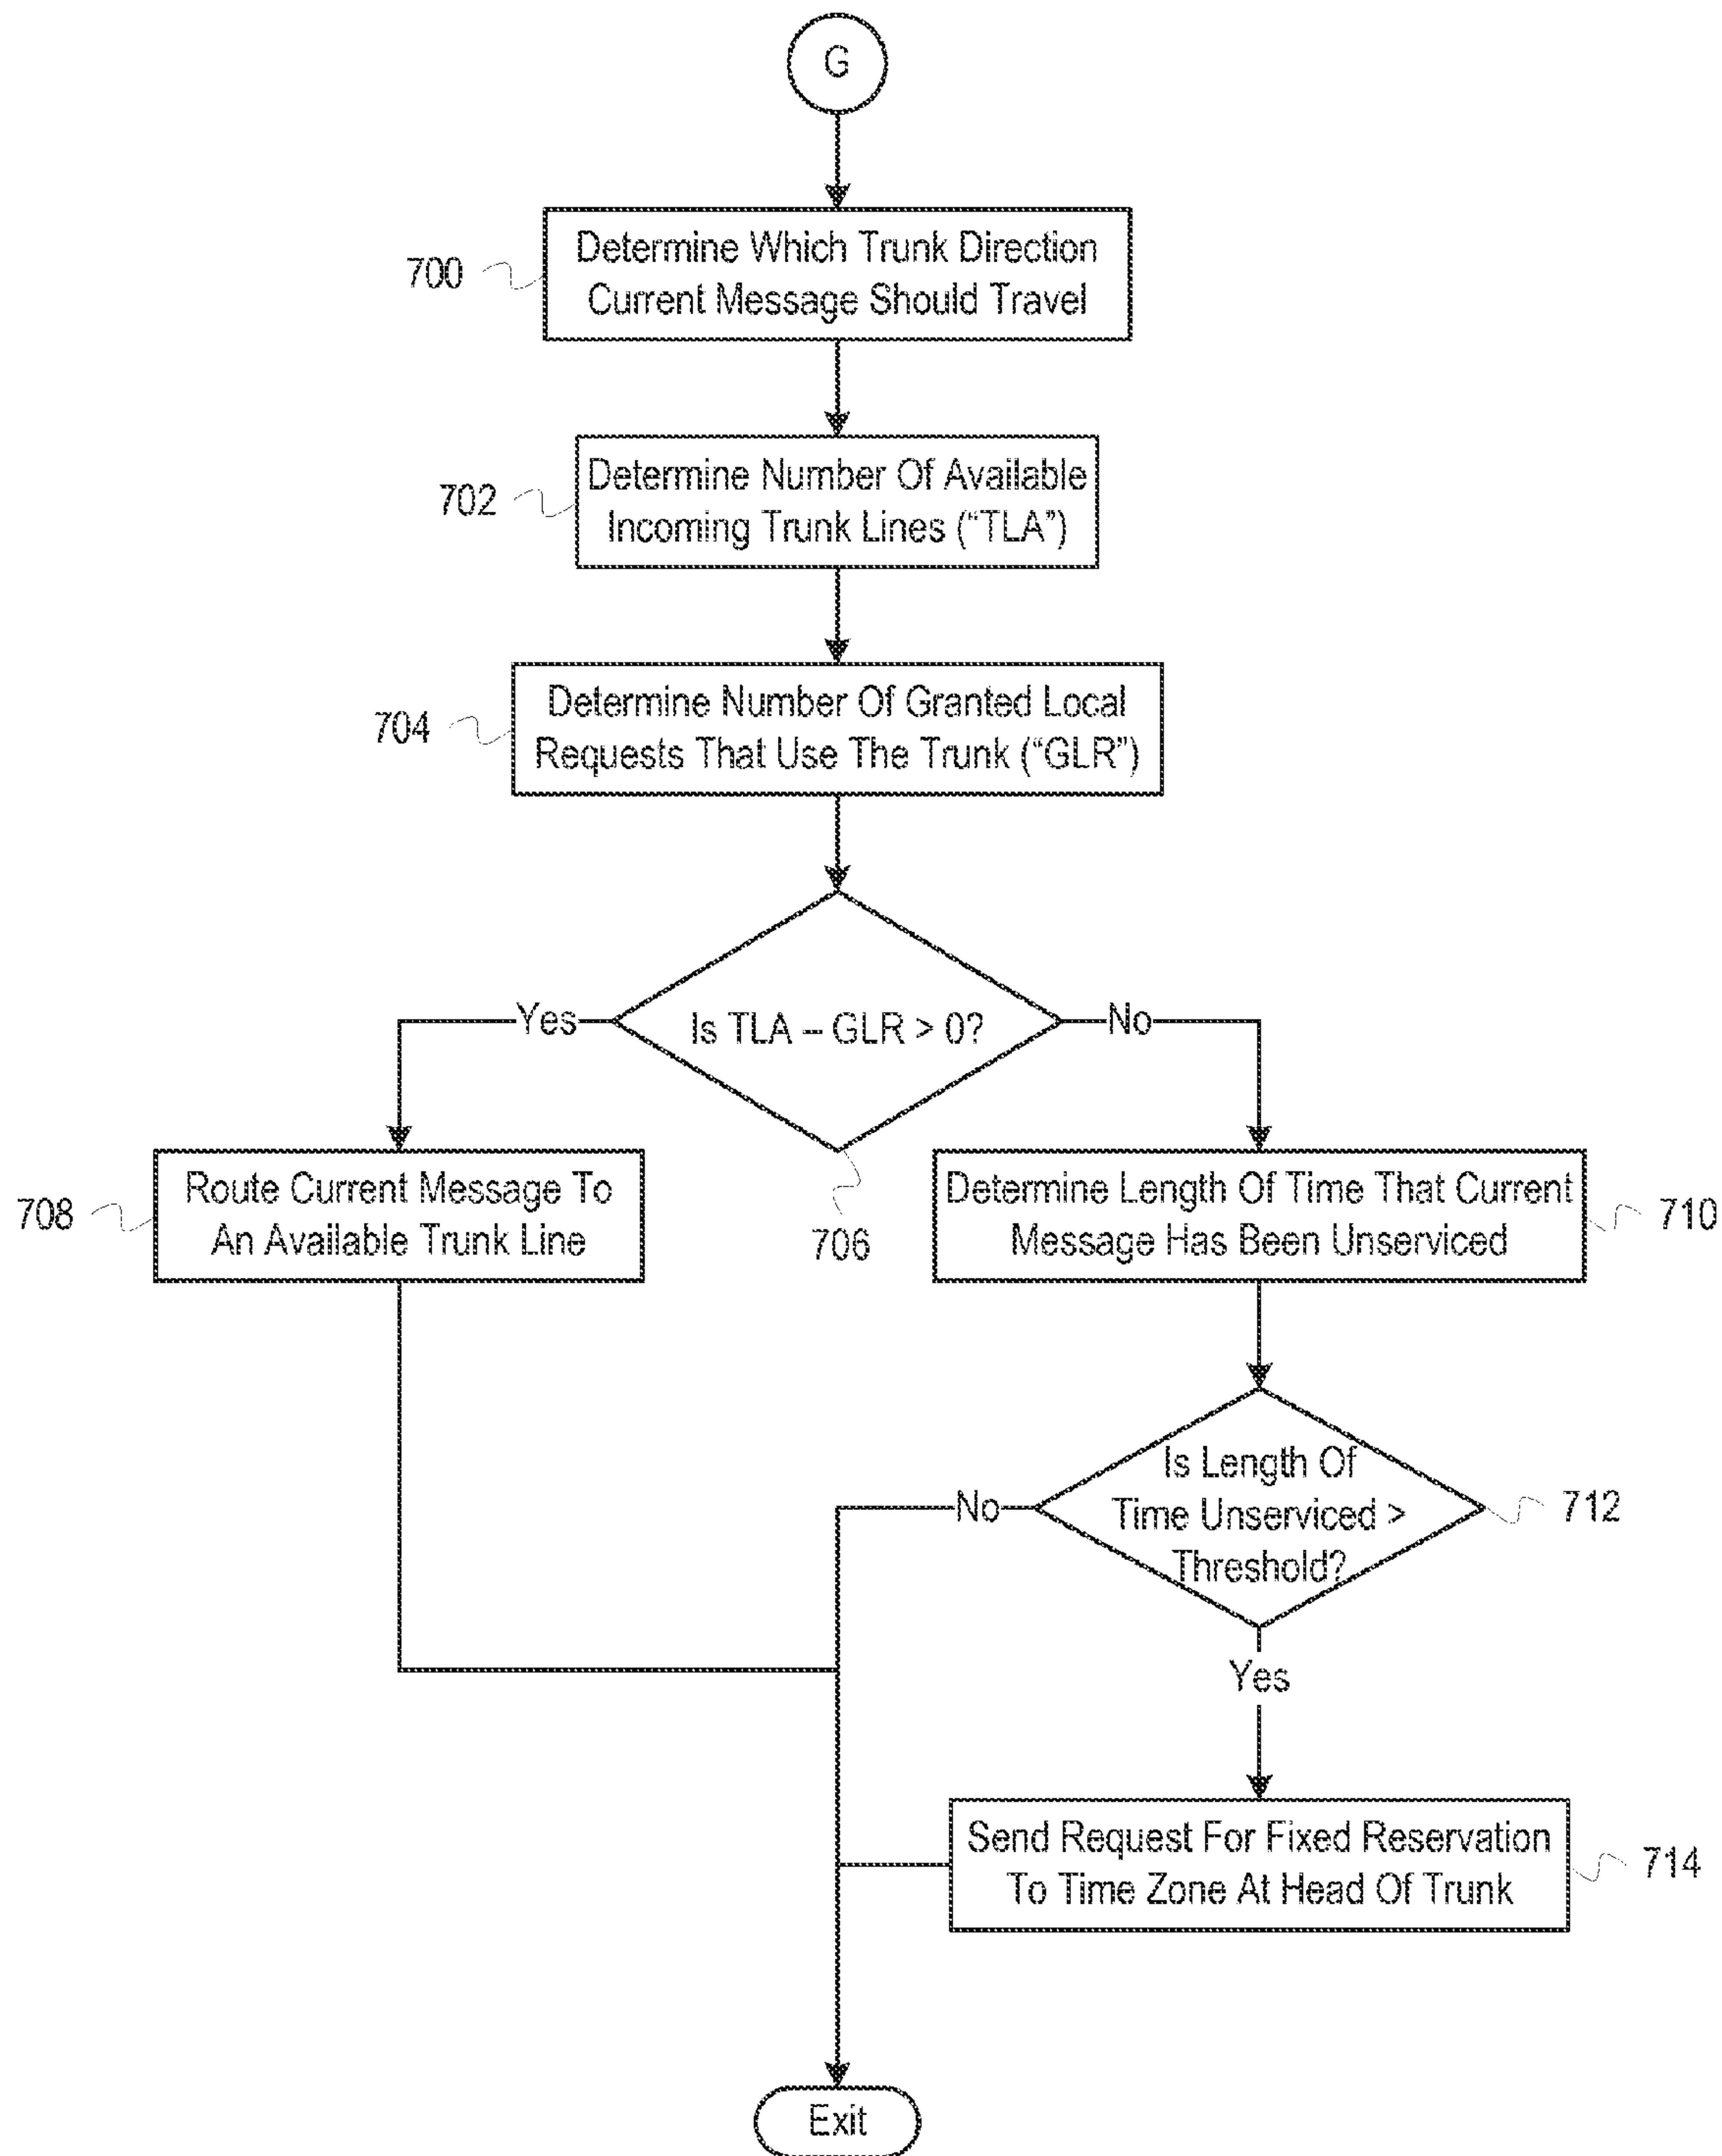 G
700
Determine Which Trunk Direction
Current Message Should Travel
702
Determine Number Of Available
Incoming Trunk Lines (“TLA”)
704
Determine Number Of Granted Local
Requests That Use The Trunk (“GLR”)
Yes
Is TLA – GLR > 0?
No
706
708
Route Current Message To
An Available Trunk Line
Determine Length Of Time That Current
Message Has Been Unserviced
710
No
Is Length Of
Time Unserviced >
Threshold?
712
Yes
Send Request For Fixed Reservation
To Time Zone At Head Of Trunk
714
Exit